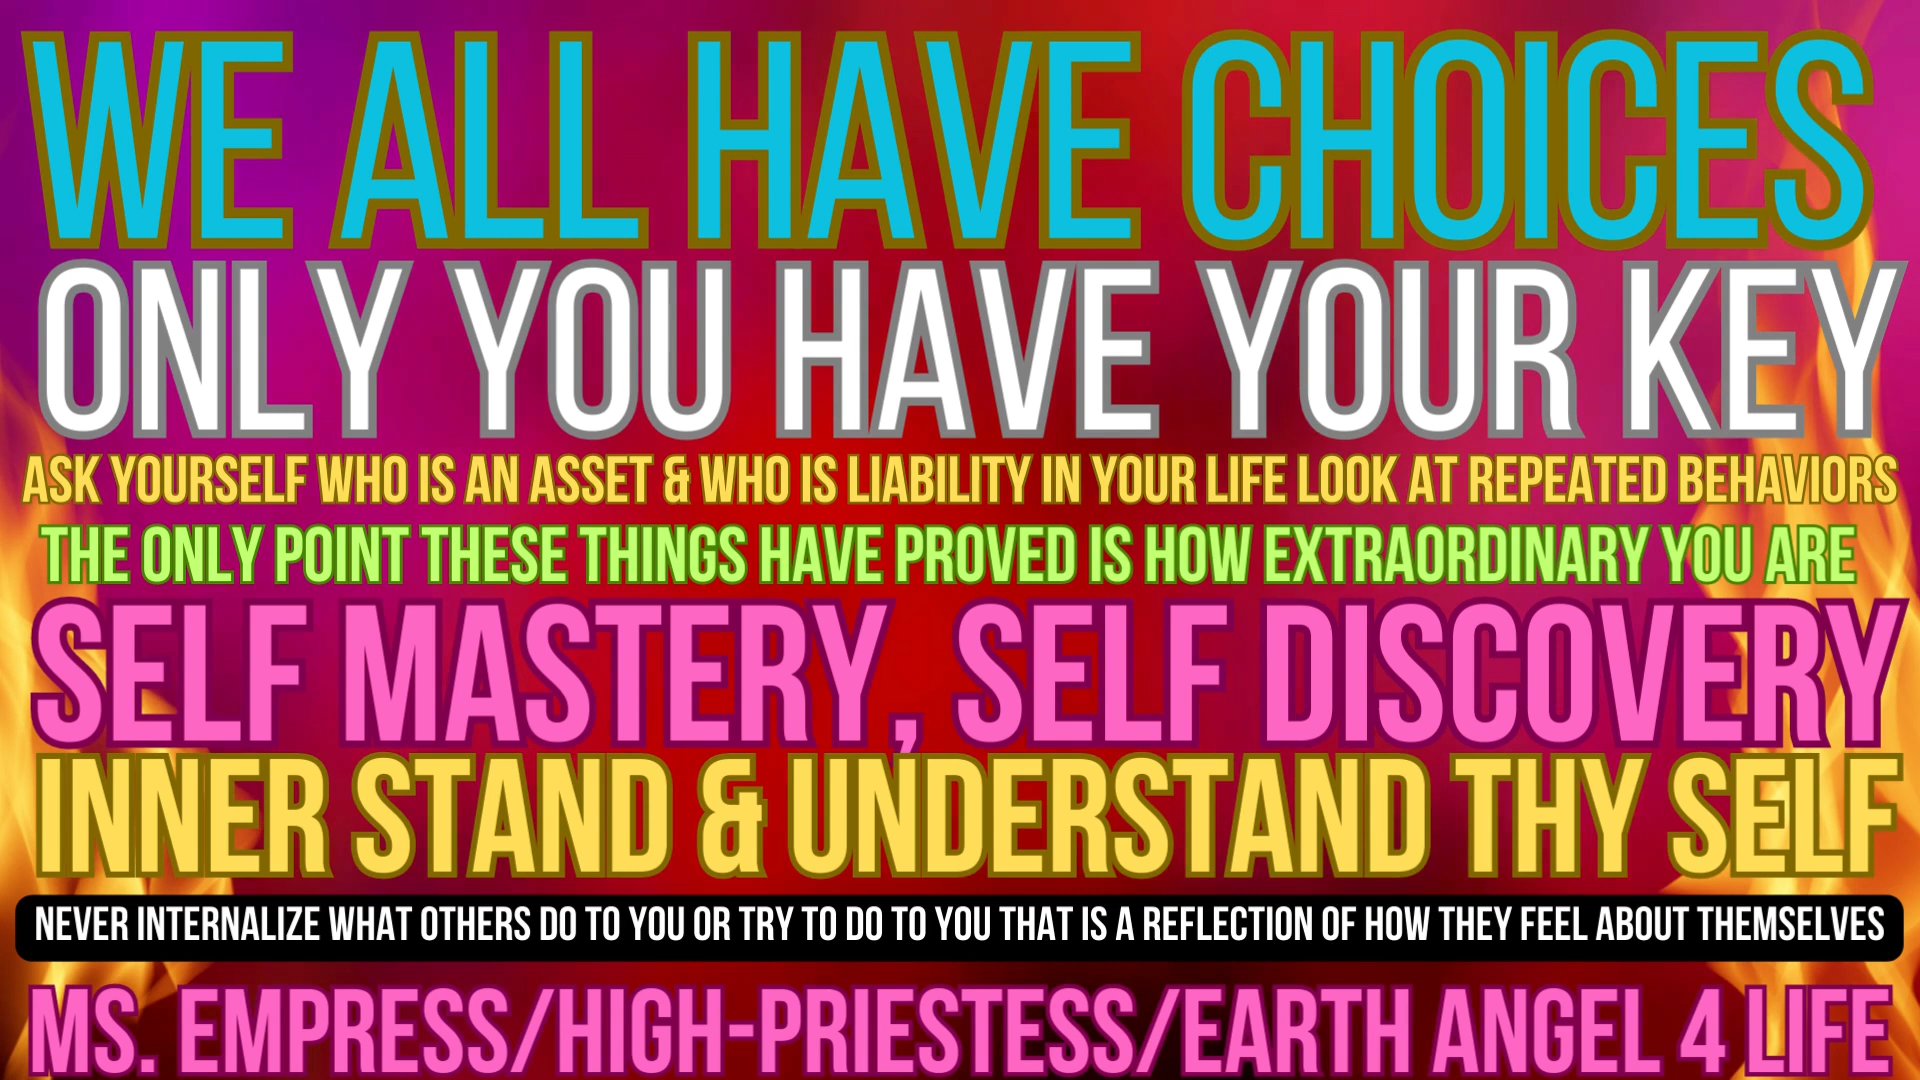 WE ALL HAVE CHOICES
ONLY YOU HAVE YOUR KEY
ASK YOURSELF WHO IS AN ASSET & WHO IS LIABILITY IN YOUR LIFE LOOK AT REPEATED BEHAVIORS
THE ONLY POINT THESE THINGS HAVE PROVED IS HOW EXTRAORDINARY YOU ARE
SELF MASTERY, SELF DISCOVERY
INNER STAND & UNDERSTAND THY SELF
NEVER INTERNALIZE WHAT OTHERS DO TO YOU OR TRY TO DO TO YOU THAT IS A REFLECTION OF HOW THEY FEEL ABOUT THEMSELVES
MS. EMPRESS/HIGH-PRIESTESS/EARTH ANGEL 4 LIFE